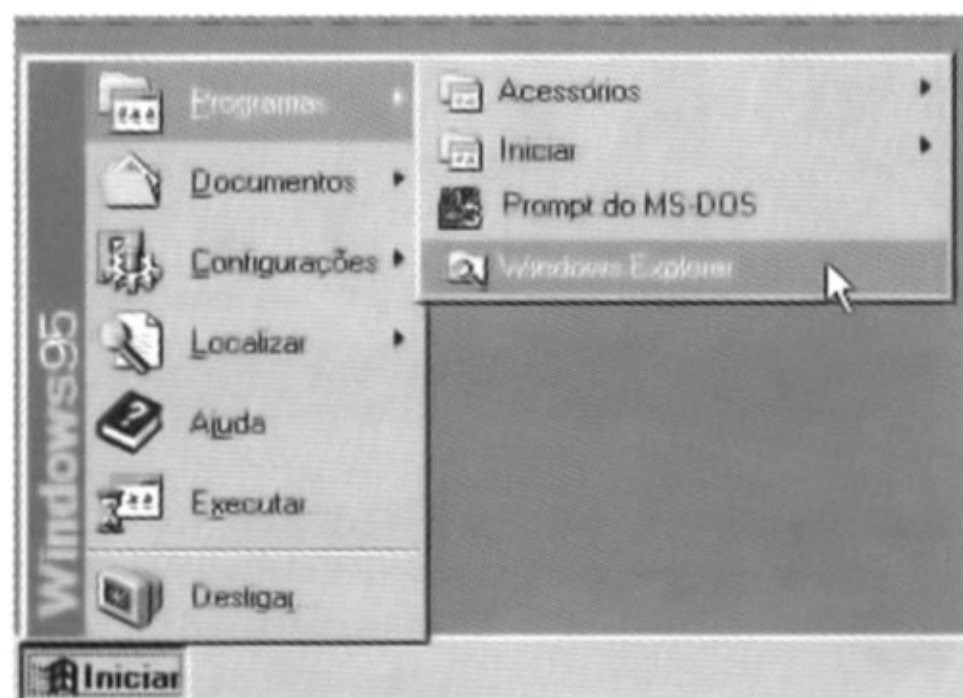 Programas
Documentos
Configurações
Localizar
Ajuda
Executar...
Desligar...
Windows95
Acessórios
Iniciar
Prompt do MS-DOS
Windows Explorer
Iniciar